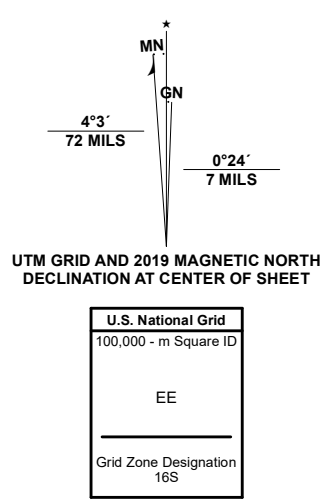 MN
GN
4°3´
72 MILS
0°24´
7 MILS
UTM GRID AND 2019 MAGNETIC NORTH
DECLINATION AT CENTER OF SHEET
U.S. National Grid
100,000 - m Square ID
EE
Grid Zone Designation
16S